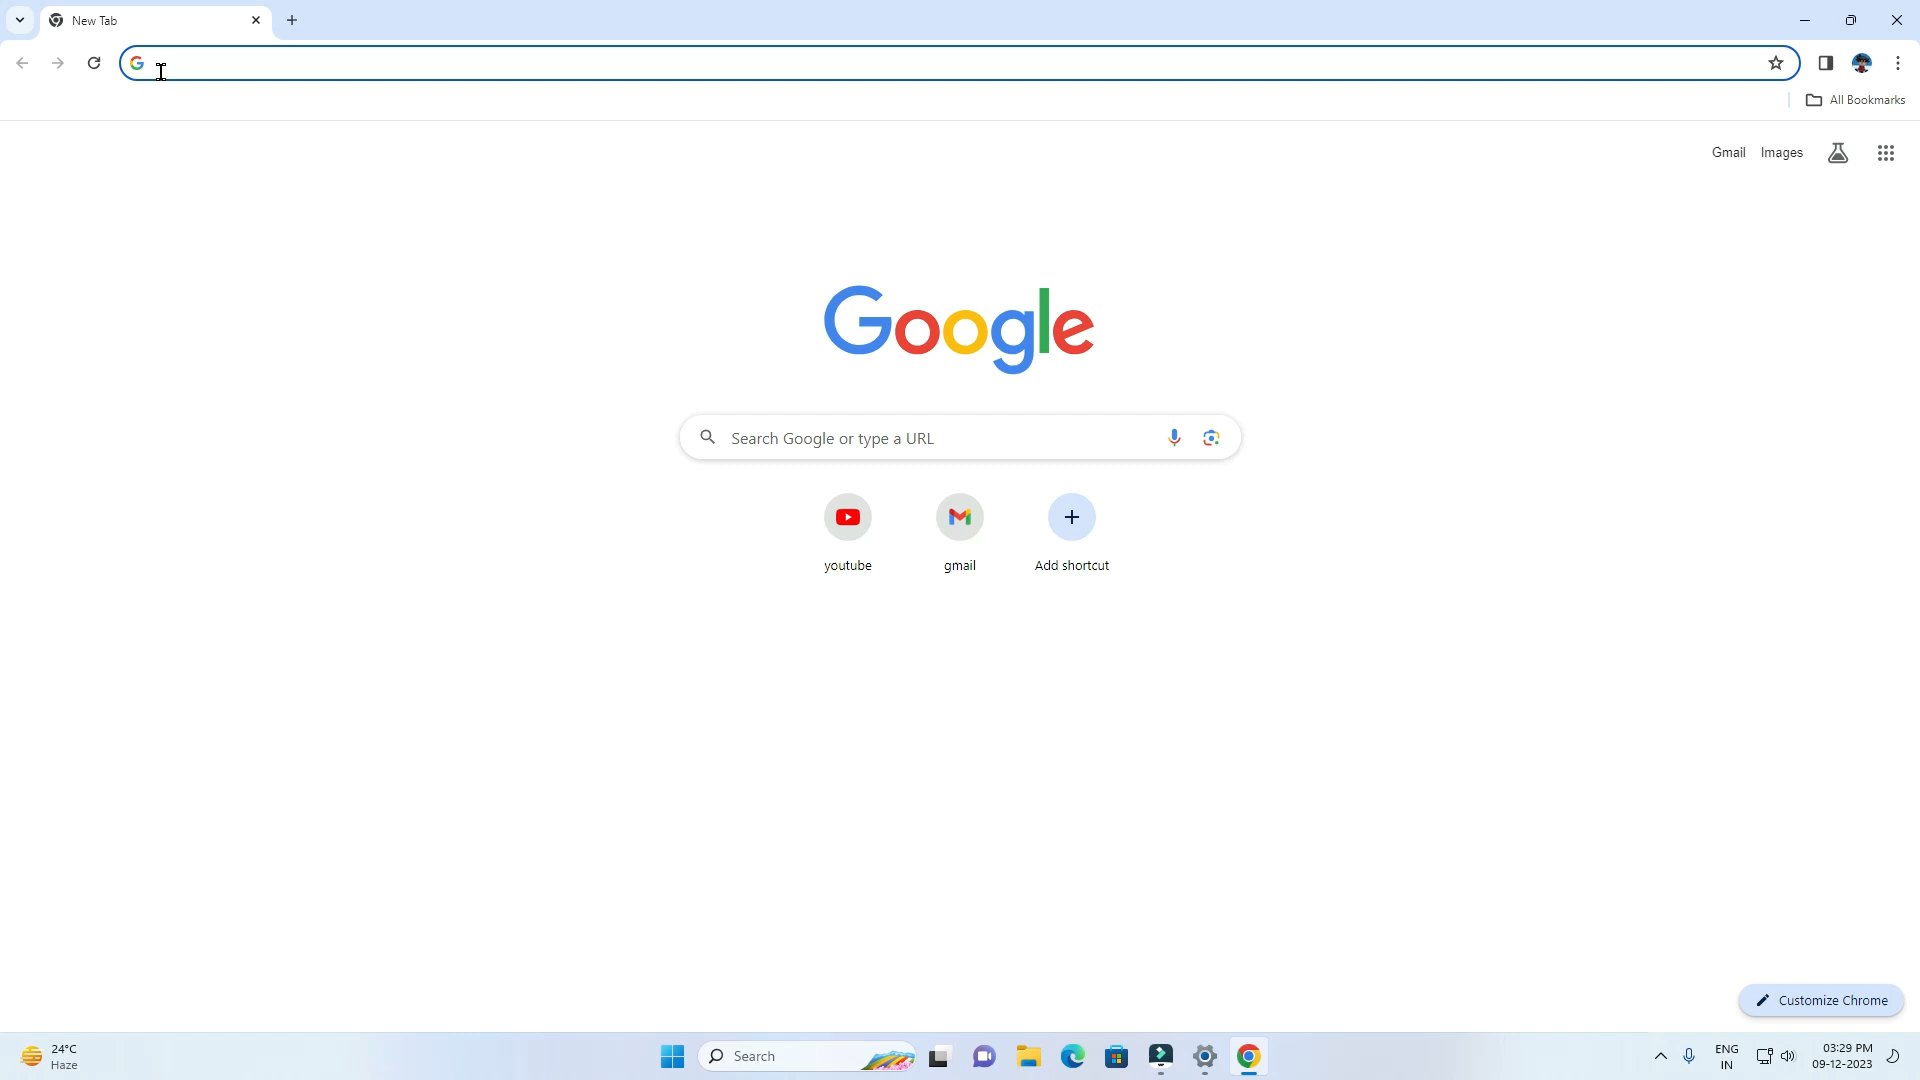 New Tab
All Bookmarks
Gmail Images
Google
Search Google or type a URL
youtube gmail Add shortcut
Customize Chrome
24°C
Haze
Search
ENG
IN
03:29 PM
09-12-2023